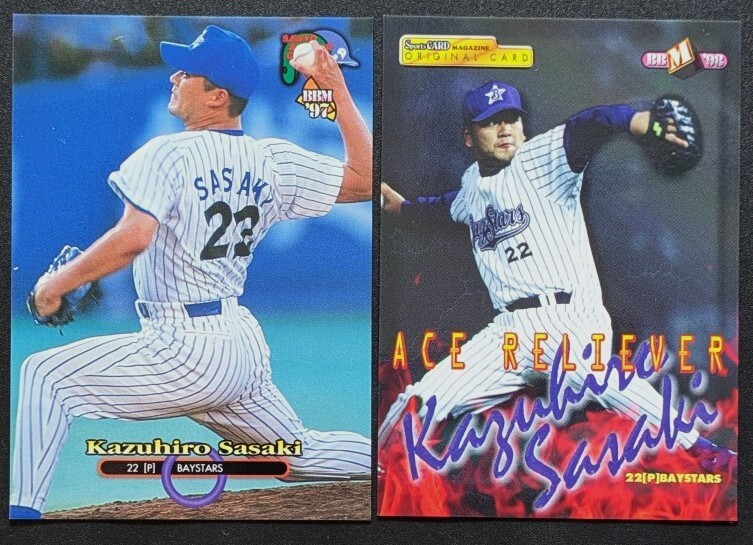 BBM
'97
SASAKI
22
Kazuhiro Sasaki
22 [P] BAYSTARS
Sports CARD MAGAZINE
ORIGINAL CARD
BBM '98
BayStars
22
ACE RELIEVER
Kazuhiro
Sasaki
22[P]BAYSTARS